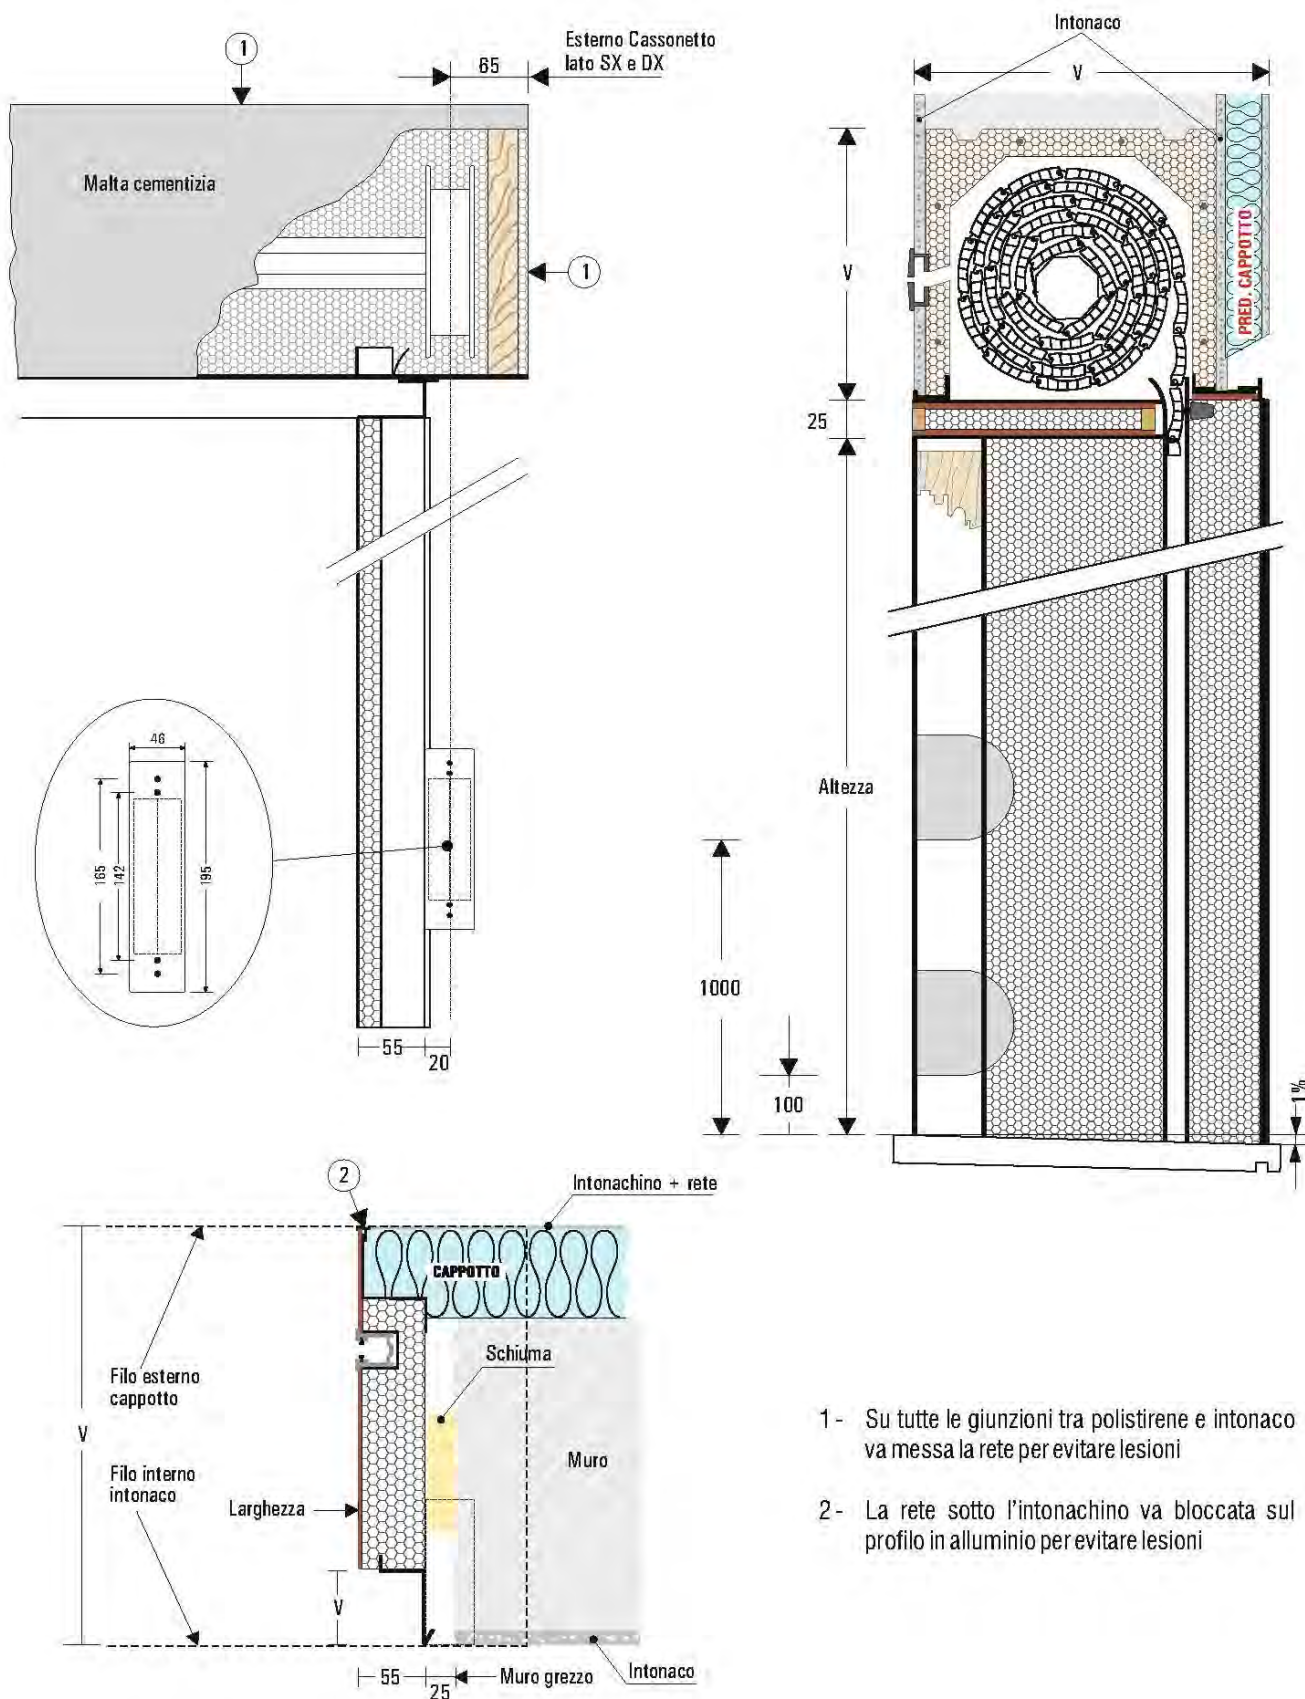 1
65
Esterno Cassonetto
lato SX e DX
Malta cementizia
1
46
165
142
195
55
20
Intonaco
V
V
PRED. CAPPOTTO
25
Altezza
1000
100
1%
2
Intonachino + rete
CAPPOTTO
Schiuma
Filo esterno
cappotto
V
Muro
Filo interno
intonaco
Larghezza
V
55
25
Muro grezzo
Intonaco
1 - Su tutte le giunzioni tra polistirene e intonaco
va messa la rete per evitare lesioni
2 - La rete sotto l'intonachino va bloccata sul
profilo in alluminio per evitare lesioni